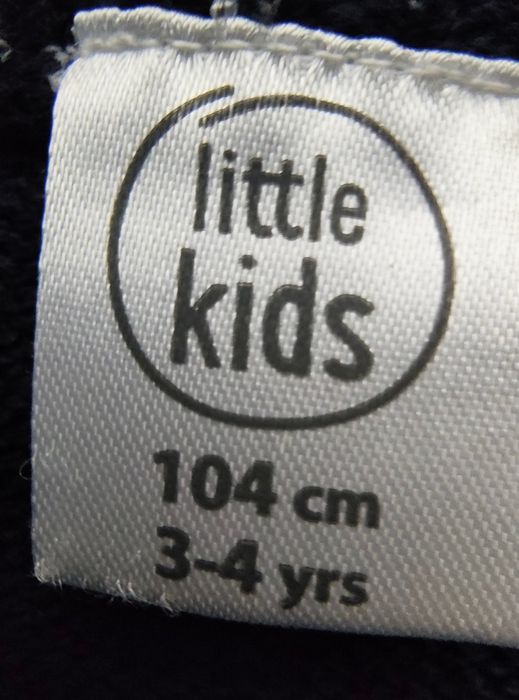 little
kids
104 cm
3-4 yrs